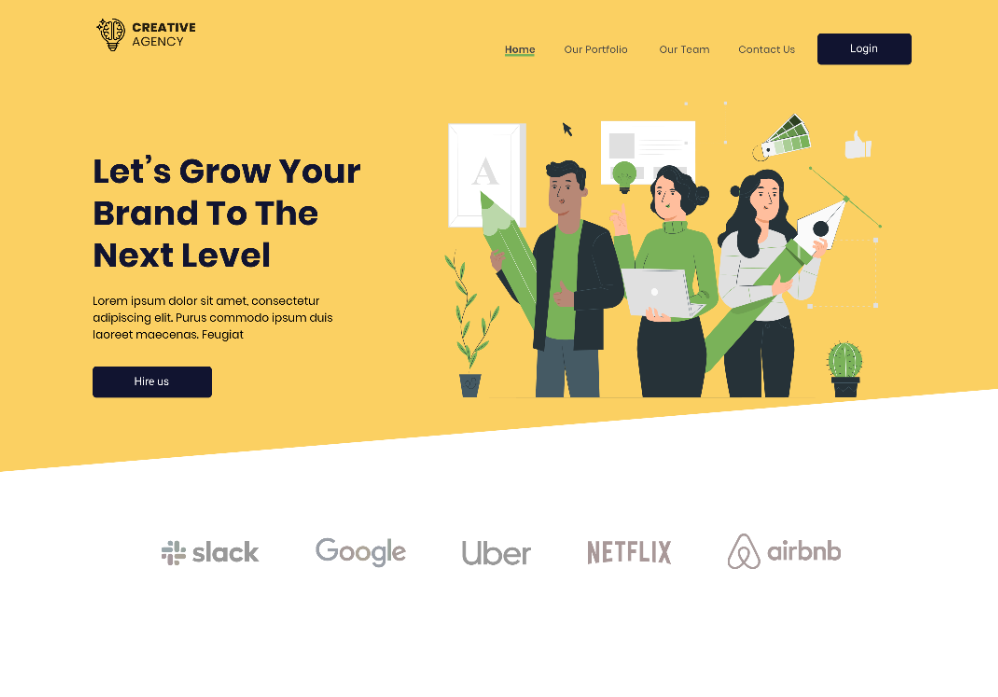 CREATIVE
AGENCY
Home Our Portfolio Our Team Contact Us Login
Let’s Grow Your
Brand To The
Next Level
Lorem ipsum dolor sit amet, consectetur
adipiscing elit. Purus commodo ipsum duis
laoreet maecenas. Feugiat
Hire us
A
slack Google Uber NETFLIX airbnb